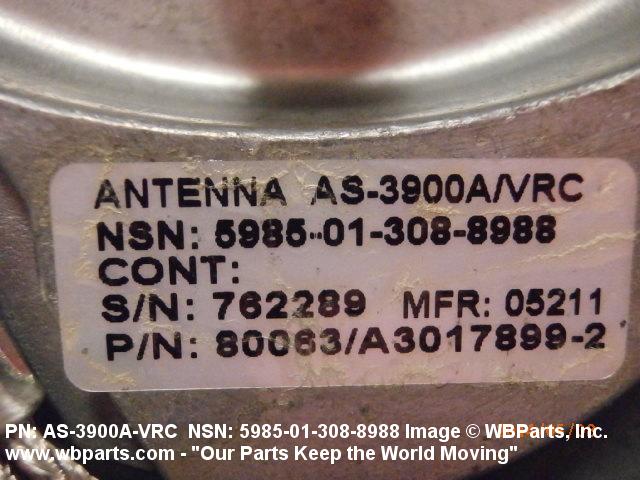 ANTENNA AS-3900A/VRC
NSN: 5985-01-308-8988
CONT:
S/N: 762289 MFR: 05211
P/N: 80063/A3017899-2
PN: AS-3900A-VRC NSN: 5985-01-308-8988 Image © WBParts, Inc.
www.wbparts.com - "Our Parts Keep the World Moving"